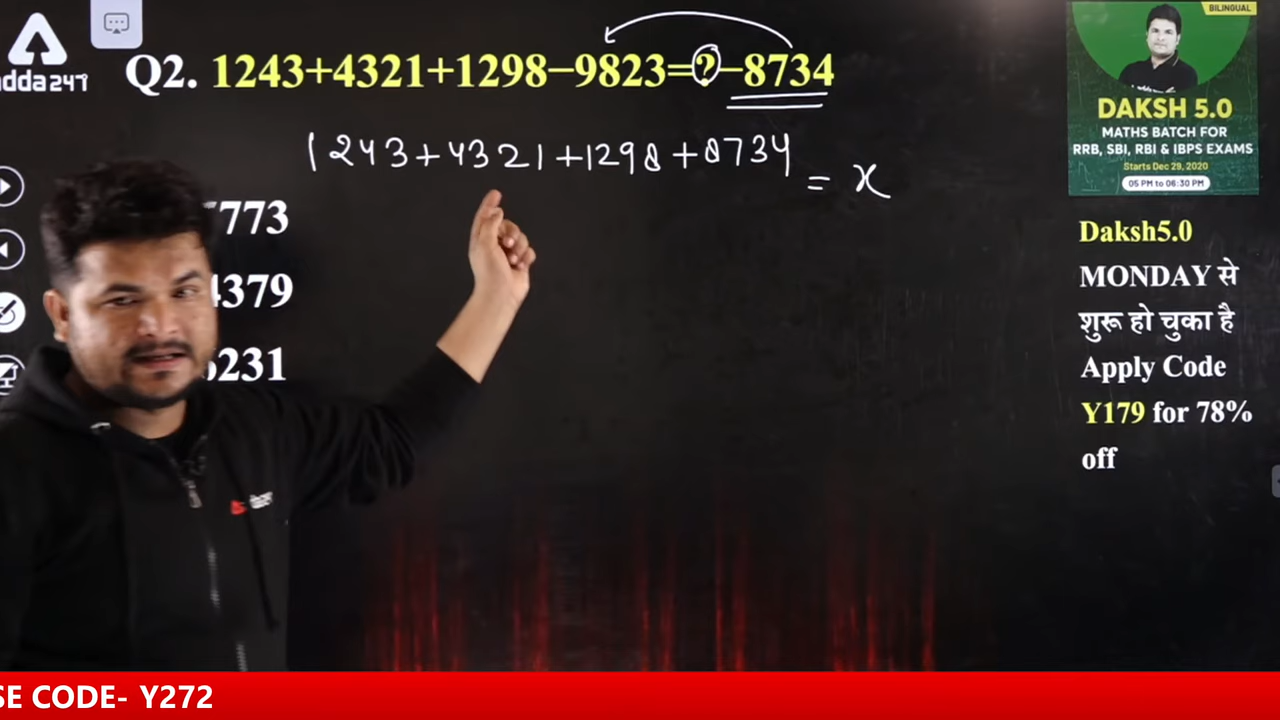 adda247
Q2. 1243+4321+1298−9823=?−8734
1243+4321+1298+8734 = x
773
4379
231
BILINGUAL
DAKSH 5.0
MATHS BATCH FOR
RRB, SBI, RBI & IBPS EXAMS
Starts Dec 29, 2020
05 PM to 06:30 PM
Daksh5.0
MONDAY से
शुरू हो चुका है
Apply Code
Y179 for 78%
off
SE CODE- Y272